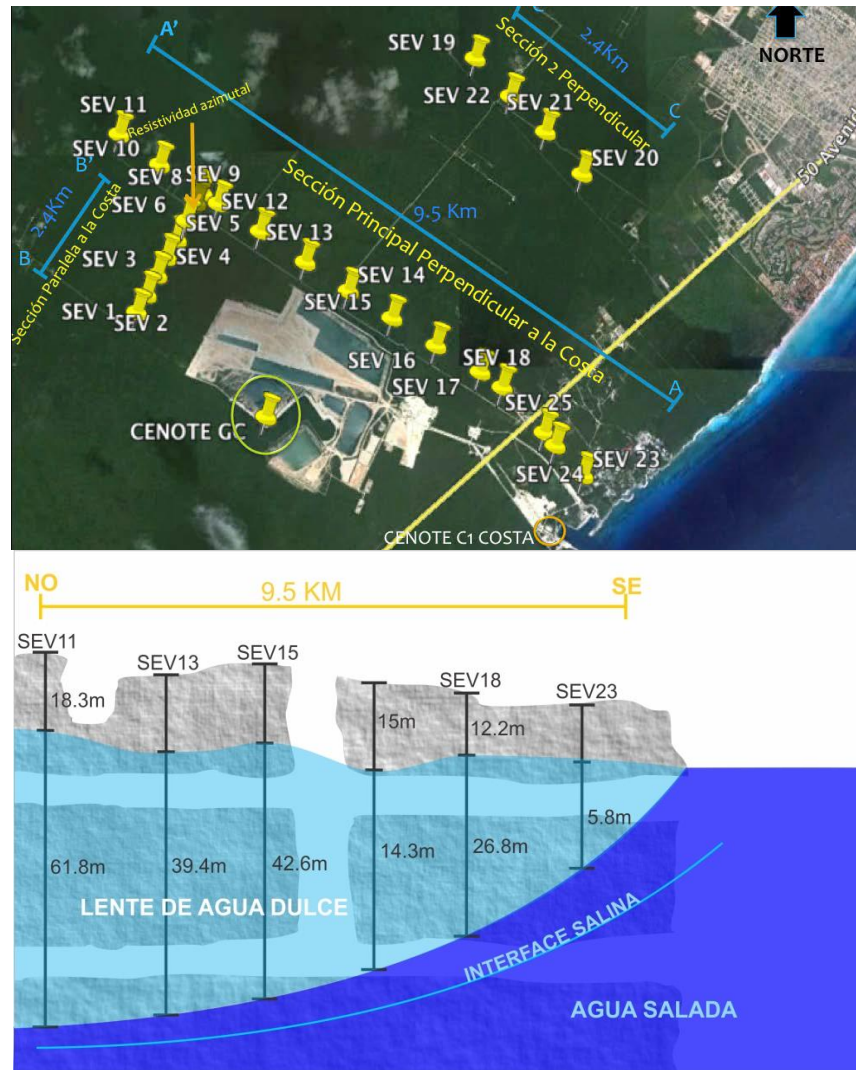 A'
C'
2.4Km
NORTE
SEV 19
Sección 2 Perpendicular
SEV 22
SEV 21
C
SEV 20
50 Avenida
SEV 11
Resistividad azimutal
SEV 10
B'
SEV 8
SEV 9
SEV 6
SEV 12
SEV 5
SEV 13
2.4Km
Sección Principal Perpendicular a la Costa
9.5 Km
B
SEV 3
SEV 4
SEV 14
SEV 1
SEV 2
SEV 15
Sección Paralela a la Costa
SEV 16
SEV 18
SEV 17
A
SEV 25
CENOTE GC
SEV 24
SEV 23
CENOTE C1 COSTA
NO
9.5 KM
SE
SEV11
SEV13
SEV15
SEV18
SEV23
18.3m
15m
12.2m
5.8m
61.8m
39.4m
42.6m
14.3m
26.8m
LENTE DE AGUA DULCE
INTERFACE SALINA
AGUA SALADA